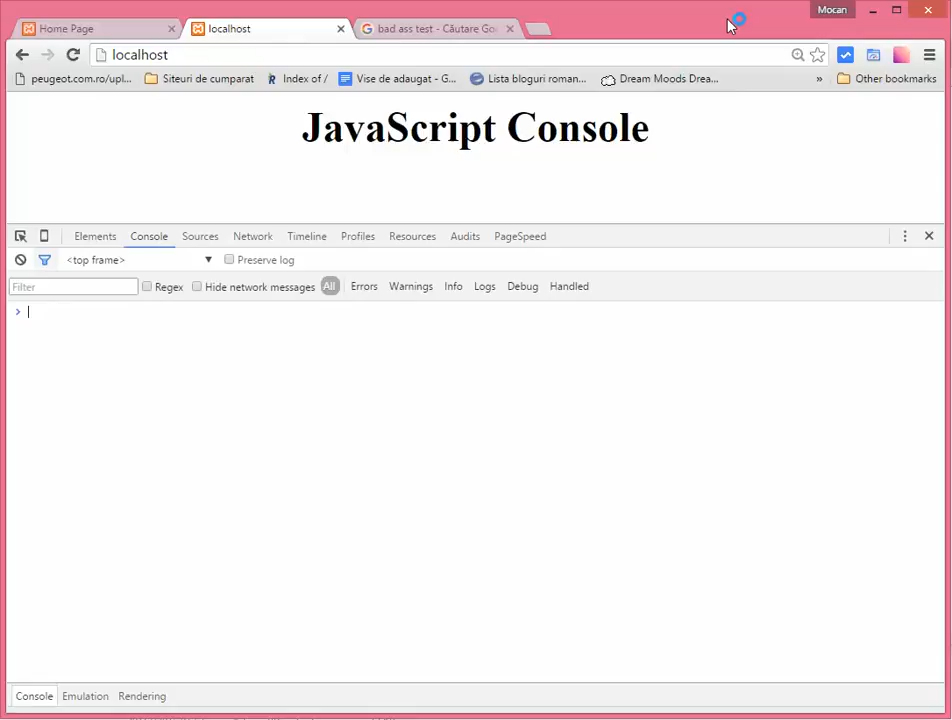 Mocan
Home Page
localhost
bad ass test - Căutare Go
localhost
peugeot.com.ro/upl...
Siteuri de cumparat
Index of /
Vise de adaugat - G...
Lista bloguri roman...
Dream Moods Drea...
»
Other bookmarks
JavaScript Console
Elements
Console
Sources
Network
Timeline
Profiles
Resources
Audits
PageSpeed
<top frame>
Preserve log
Filter
Regex
Hide network messages
All
Errors
Warnings
Info
Logs
Debug
Handled
>
Console
Emulation
Rendering